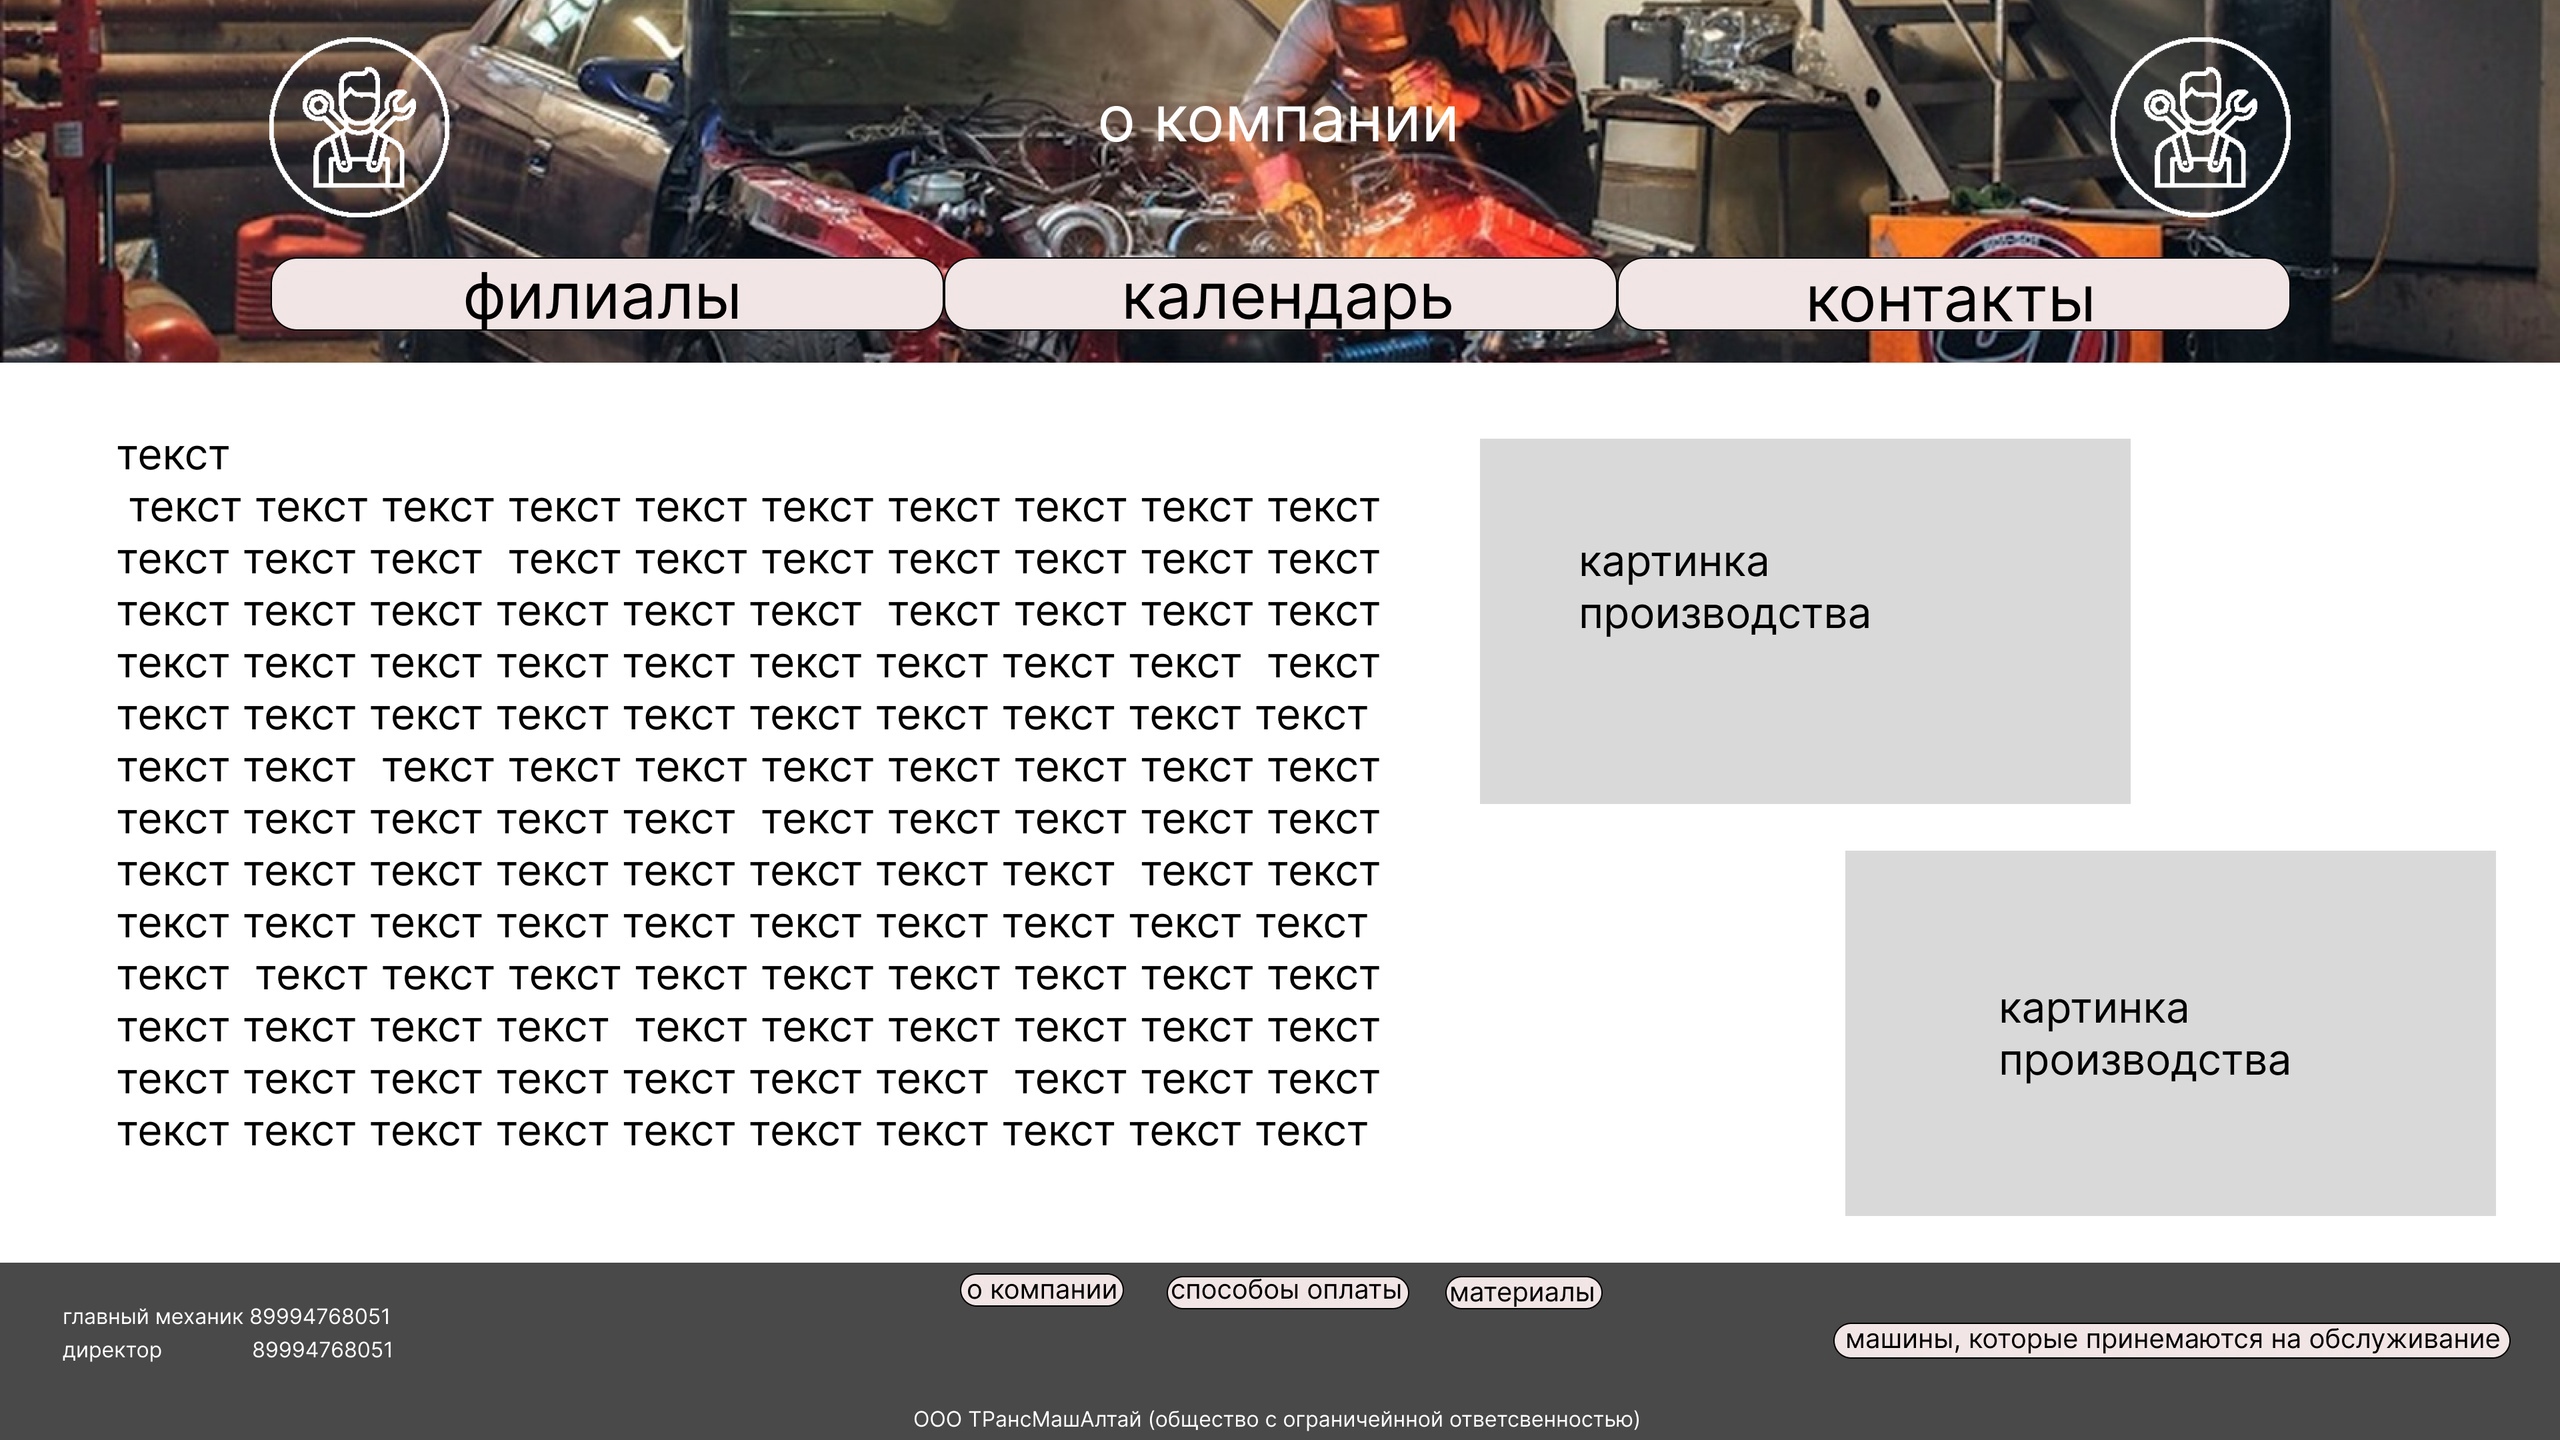 о компании
филиалы
календарь
контакты
текст
текст текст текст текст текст текст текст текст текст текст
текст текст текст  текст текст текст текст текст текст текст
текст текст текст текст текст текст  текст текст текст текст
текст текст текст текст текст текст текст текст текст  текст
текст текст текст текст текст текст текст текст текст текст
текст текст  текст текст текст текст текст текст текст текст
текст текст текст текст текст  текст текст текст текст текст
текст текст текст текст текст текст текст текст  текст текст
текст текст текст текст текст текст текст текст текст текст
текст  текст текст текст текст текст текст текст текст текст
текст текст текст текст  текст текст текст текст текст текст
текст текст текст текст текст текст текст  текст текст текст
текст текст текст текст текст текст текст текст текст текст
картинка
производства
картинка
производства
о компании
способоы оплаты
материалы
главный механик 89994768051
директор 89994768051
машины, которые принемаются на обслуживание
ООО ТРансМашАлтай (общество с ограничейнной ответсвенностью)